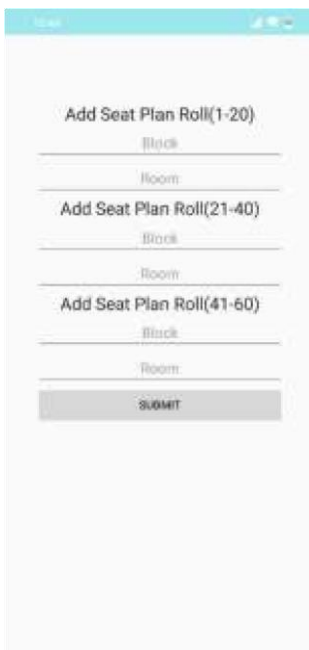 Add Seat Plan Roll(1-20)
Block
Room
Add Seat Plan Roll(21-40)
Block
Room
Add Seat Plan Roll(41-60)
Block
Room
SUBMIT